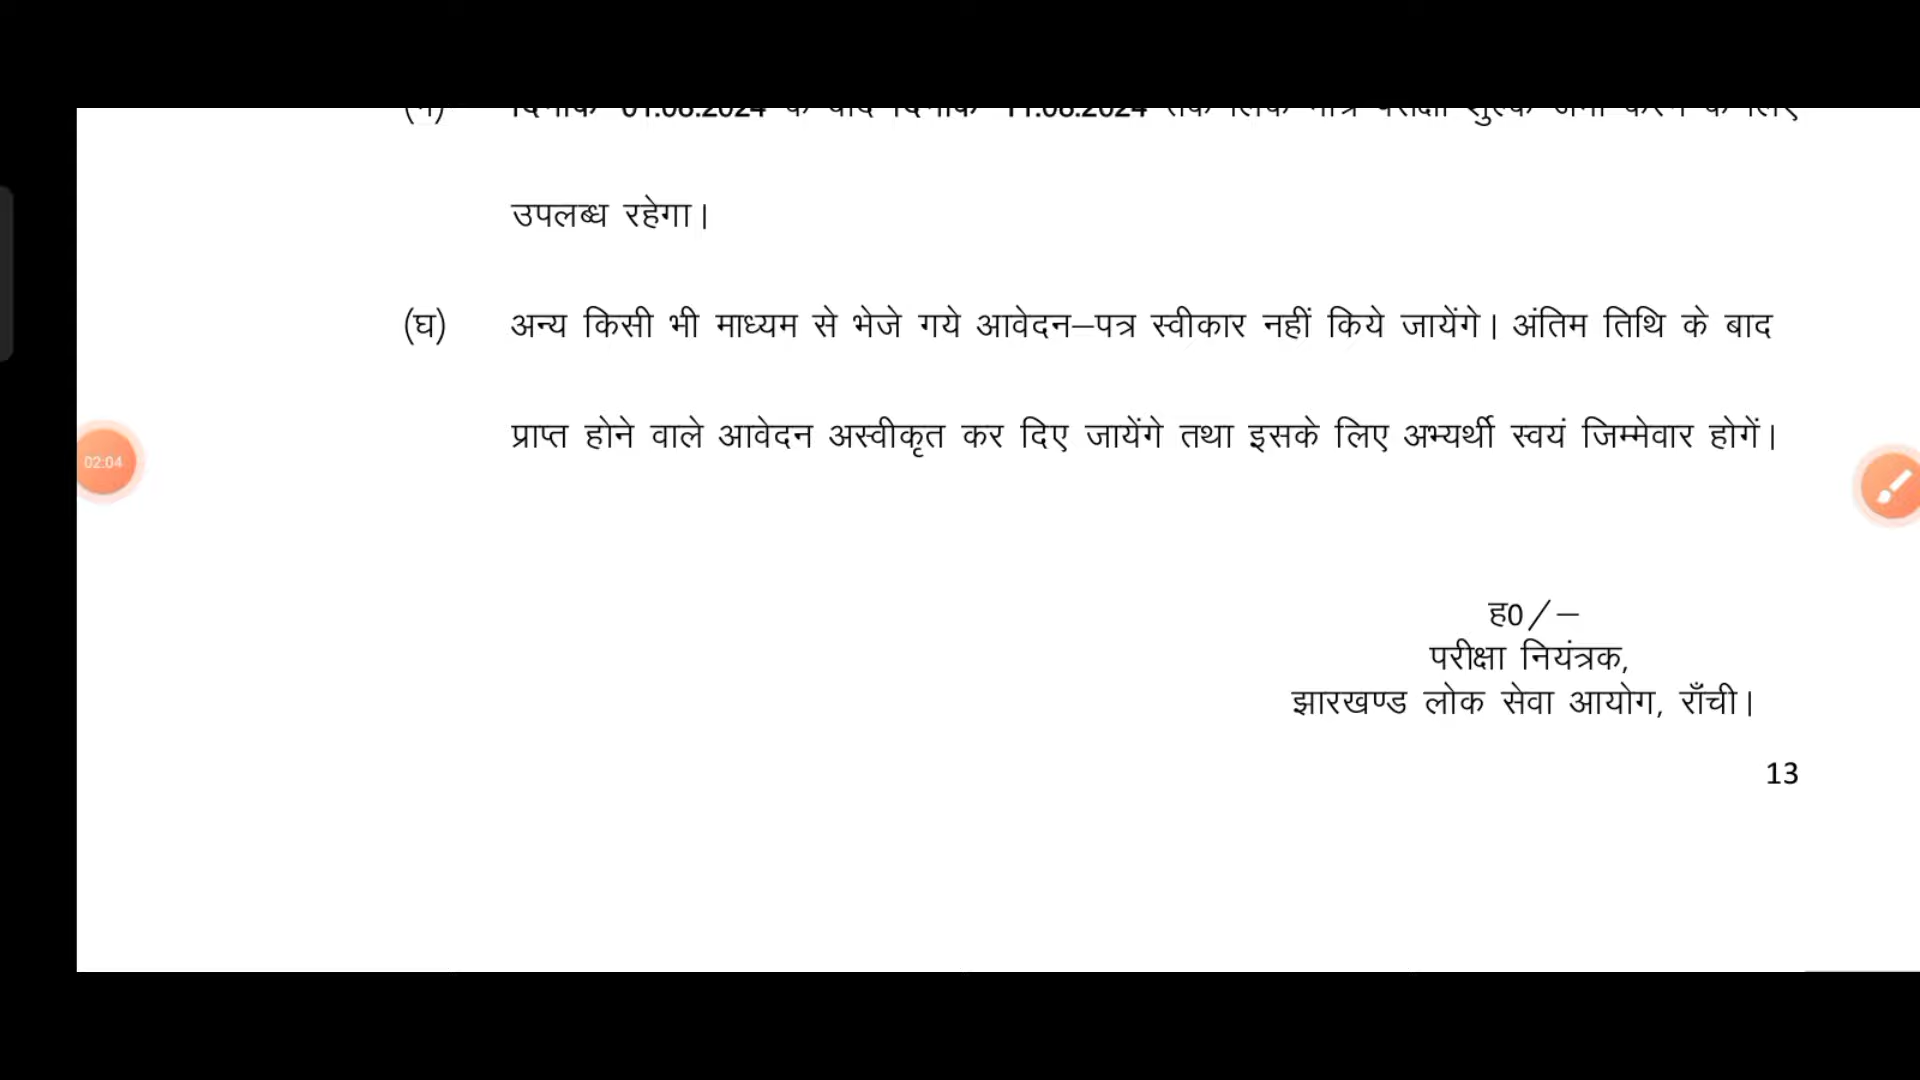 उपलब्ध रहेगा।
(घ) अन्य किसी भी माध्यम से भेजे गये आवेदन–पत्र स्वीकार नहीं किये जायेंगे। अंतिम तिथि के बाद
प्राप्त होने वाले आवेदन अस्वीकृत कर दिए जायेंगे तथा इसके लिए अभ्यर्थी स्वयं जिम्मेवार होगें।
02:04
ह0/–
परीक्षा नियंत्रक,
झारखण्ड लोक सेवा आयोग, राँची।
13